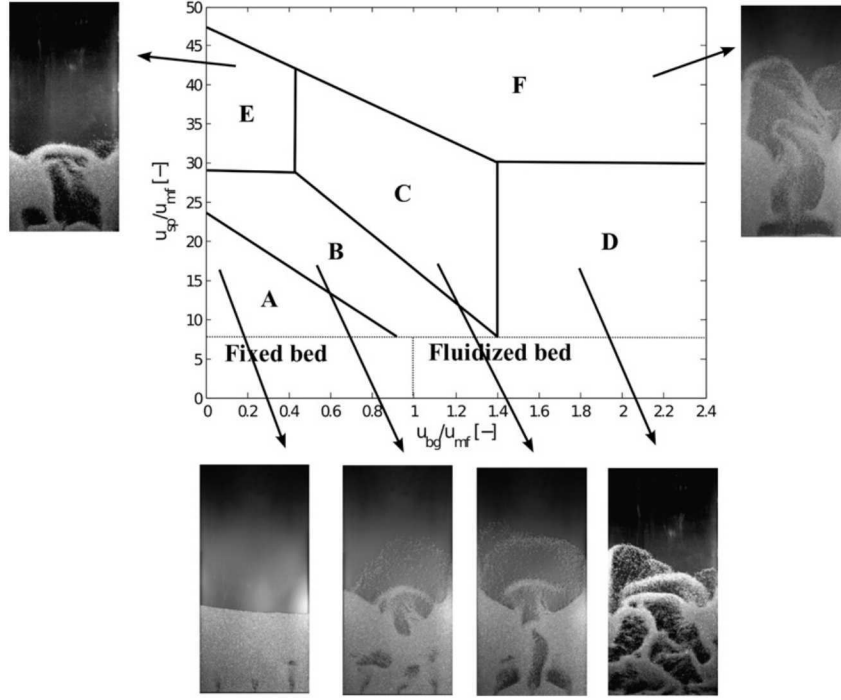 50
45
40
35
30
25
20
15
10
5
0
u_sp/u_mf [−]
E
F
C
B
D
A
Fixed bed
Fluidized bed
0 0.2 0.4 0.6 0.8 1 1.2 1.4 1.6 1.8 2 2.2 2.4
u_bg/u_mf [−]